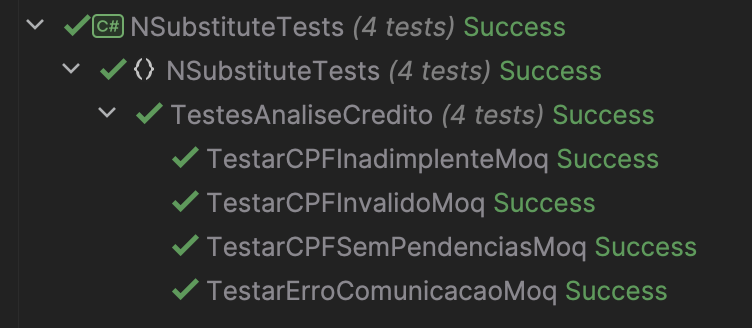 C# NSubstituteTests (4 tests) Success
{} NSubstituteTests (4 tests) Success
TestesAnaliseCredito (4 tests) Success
TestarCPFInadimplenteMoq Success
TestarCPFInvalidoMoq Success
TestarCPFSemPendenciasMoq Success
TestarErroComunicacaoMoq Success